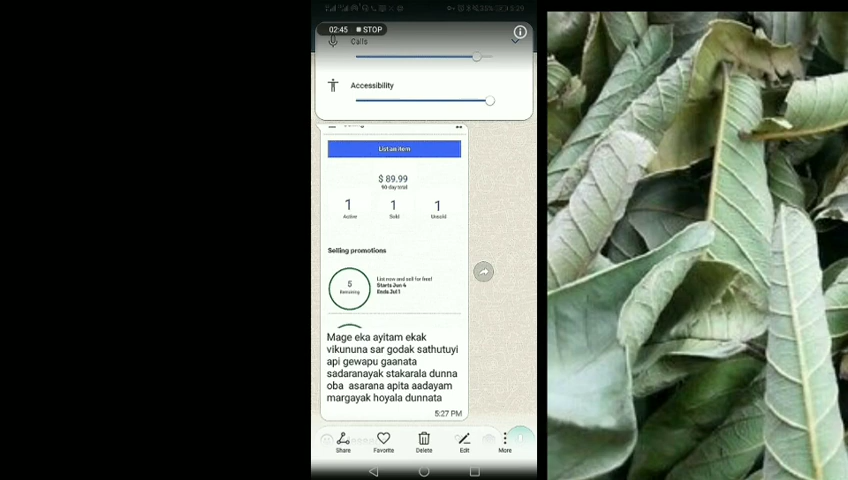 02:45 STOP
Calls
Accessibility
List an item
$ 89.99
90-day total
1 1 1
Active Sold Unsold
Selling promotions
5
Remaining
List now and sell for free!
Starts Jun 4
Ends Jul 1
Mage eka ayitam ekak
vikununa sar godak sathutuyi
api gewapu gaanata
sadaranayak stakarala dunna
oba asarana apita aadayam
margayak hoyala dunnata
5:27 PM
Share Favorite Delete Edit More